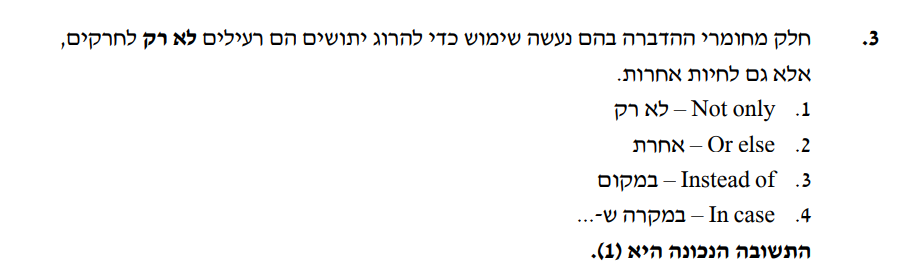 3. חלק מחומרי ההדברה בהם נעשה שימוש כדי להרוג יתושים הם רעילים לא רק לחרקים,
אלא גם לחיות אחרות.
1. Not only – לא רק
2. Or else – אחרת
3. Instead of – במקום
4. In case – במקרה ש-...
התשובה הנכונה היא (1).